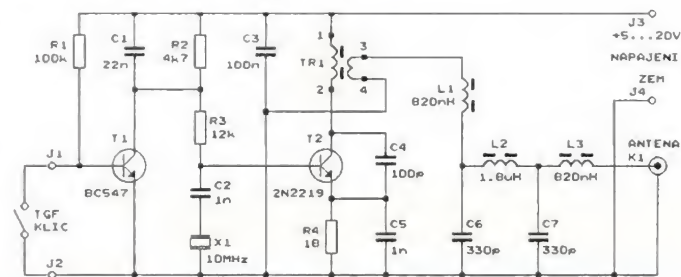 R1
100k
C1
22n
R2
4k7
C3
100n
1
2
TR1
3
4
J3
+5...20V
NAPAJENI
ZEM
J4
L1
820nH
R3
12k
T1
BC547
T2
2N2219
C4
100p
L2
1.8uH
L3
820nH
ANTENA
K1
J1
TGF
KLIC
J2
C2
1n
X1
10MHz
R4
18
C5
1n
C6
330p
C7
330p